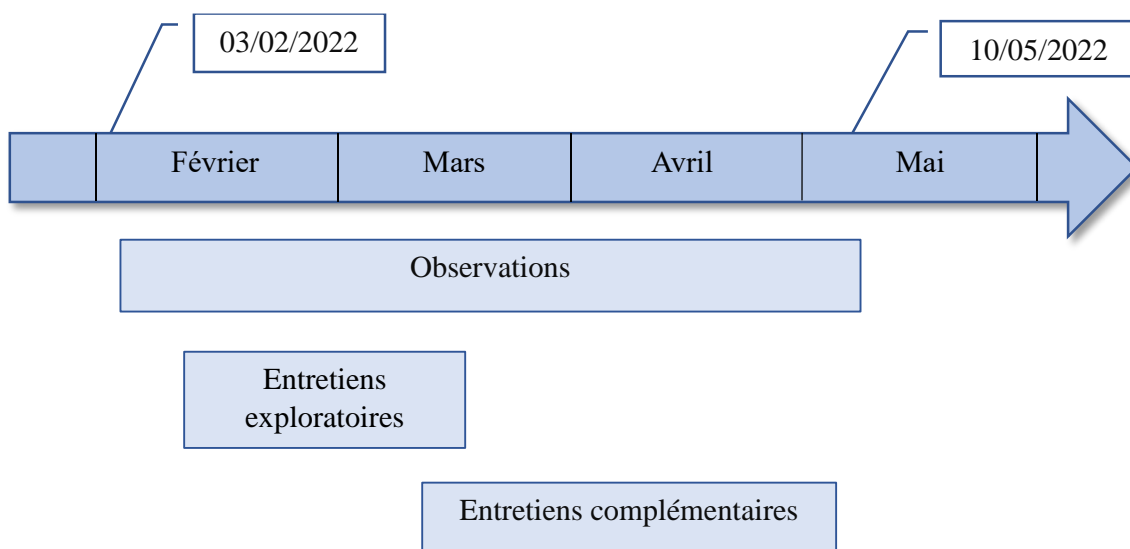 03/02/2022
10/05/2022
Février
Mars
Avril
Mai
Observations
Entretiens
exploratoires
Entretiens complémentaires